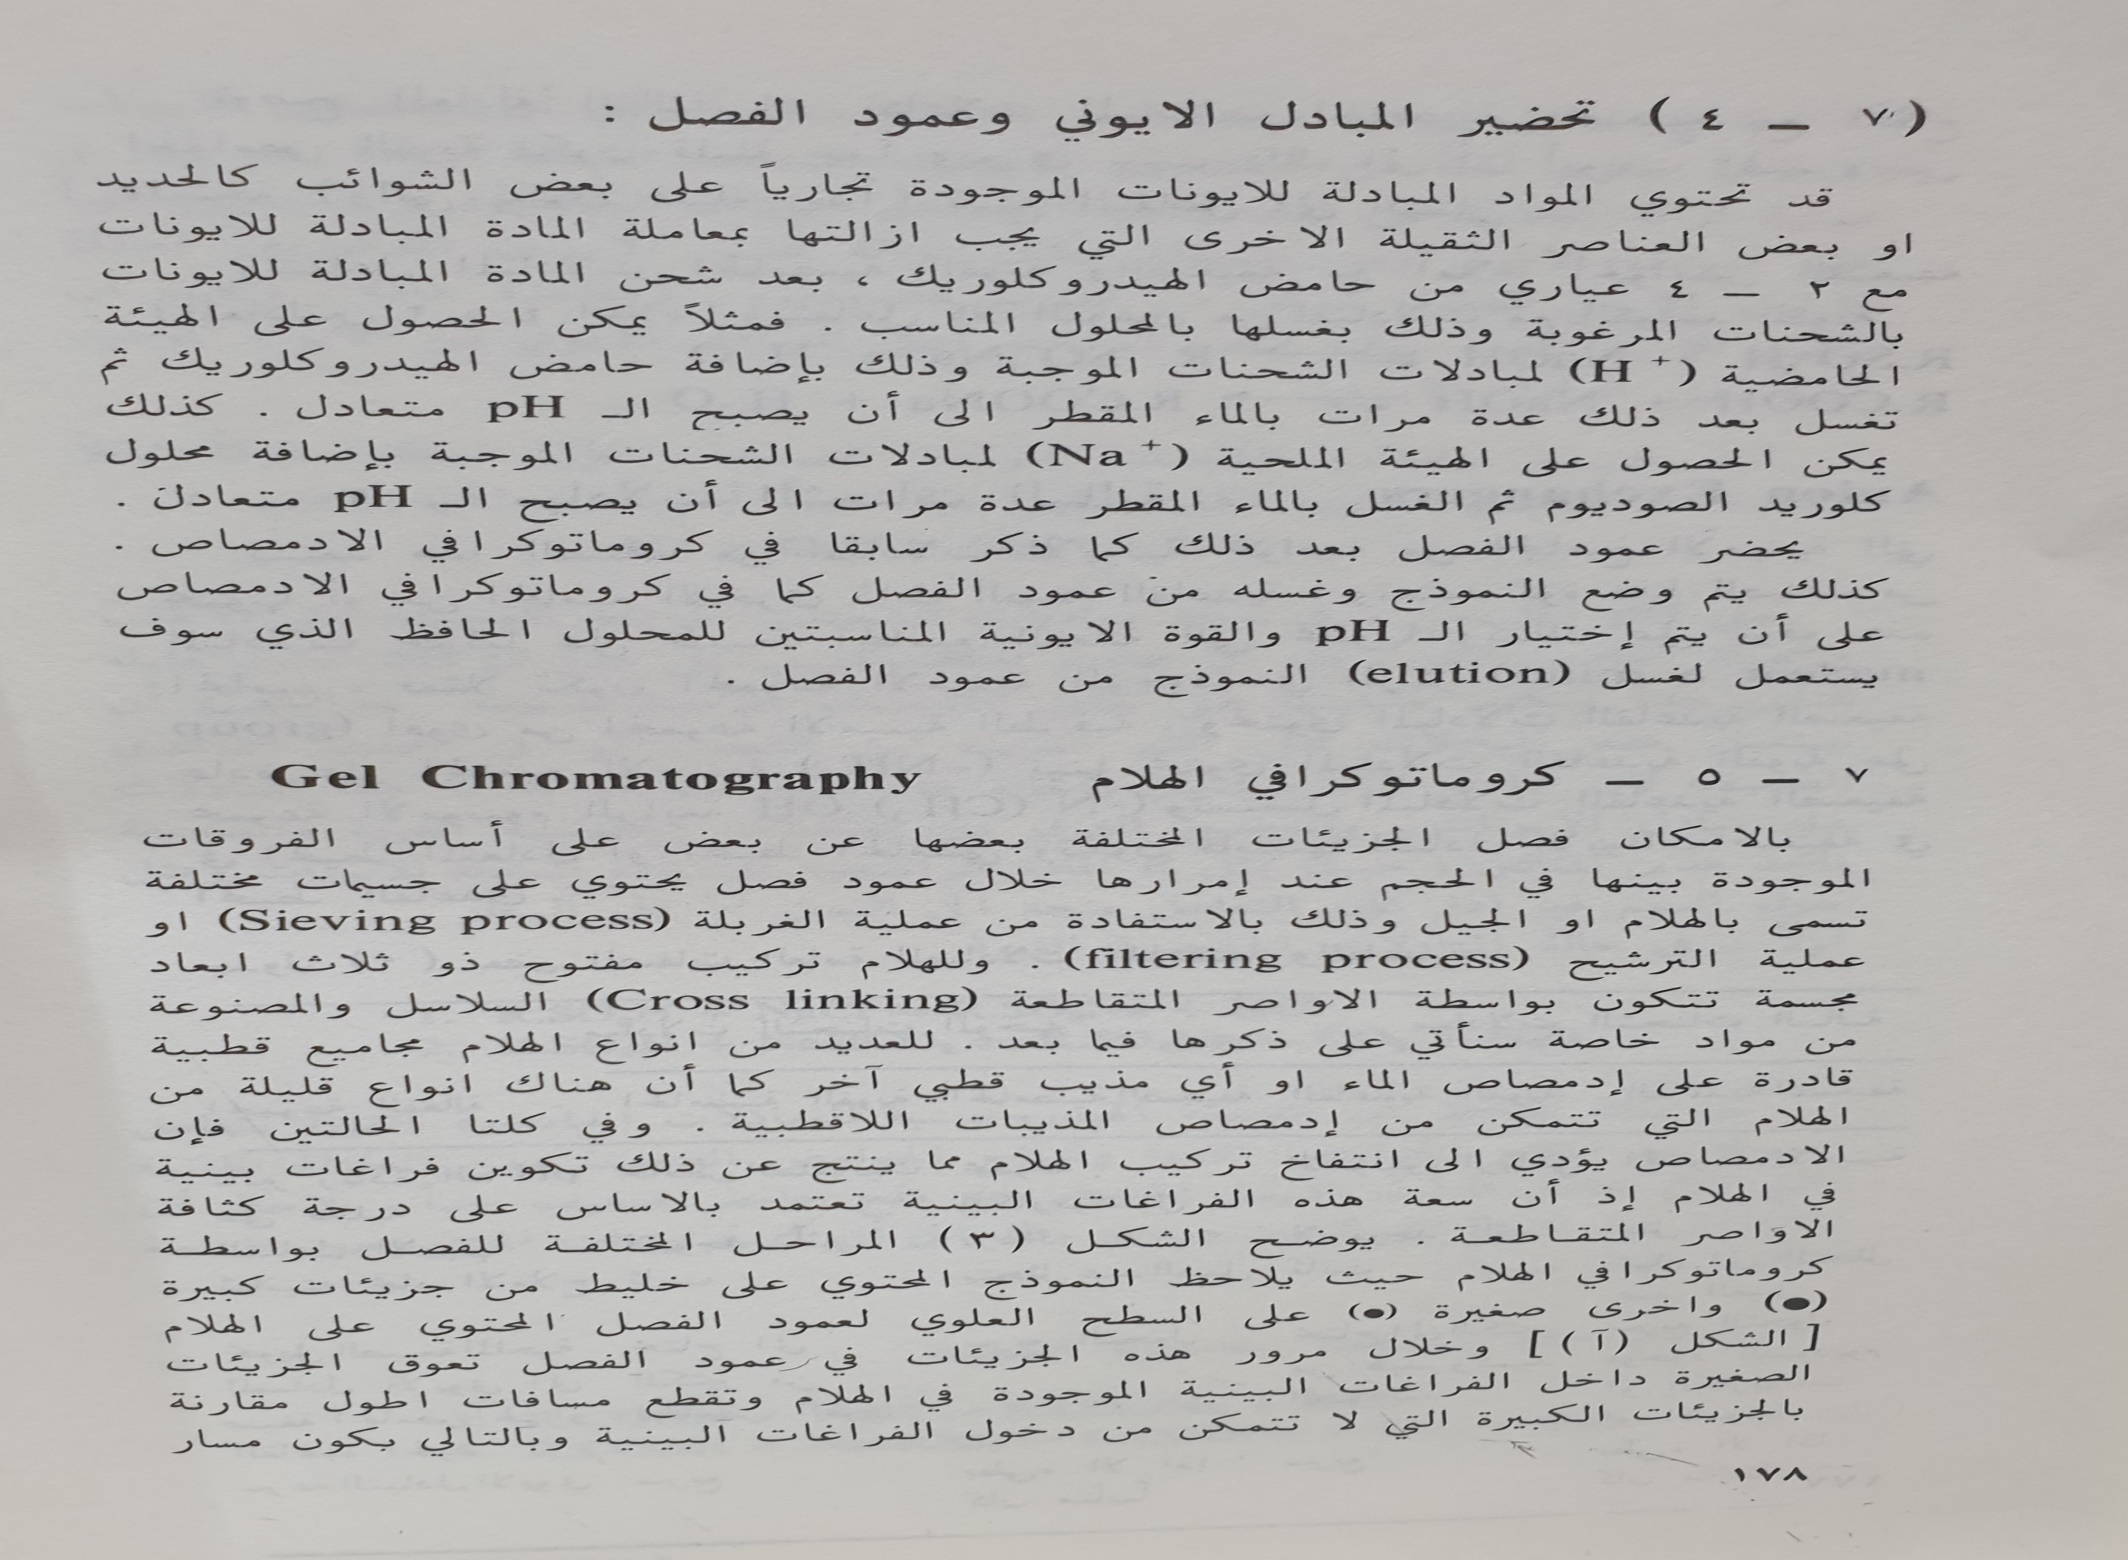 ( ٧ – ٤ ) تحضير المبادل الايوني وعمود الفصل :
قد تحتوي المواد المبادلة للايونات الموجودة تجارياً على بعض الشوائب كالحديد
او بعض العناصر الثقيلة الاخرى التي يجب ازالتها بمعاملة المادة المبادلة للايونات
مع ٢ – ٤ عياري من حامض الهيدروكلوريك ، بعد شحن المادة المبادلة للايونات
بالشحنات المرغوبة وذلك بغسلها بالمحلول المناسب . فمثلاً يمكن الحصول على الهيئة
الحامضية (H⁺) لمبادلات الشحنات الموجبة وذلك بإضافة حامض الهيدروكلوريك ثم
تغسل بعد ذلك عدة مرات بالماء المقطر الى أن يصبح الـ pH متعادل . كذلك
يمكن الحصول على الهيئة الملحية (Na⁺) لمبادلات الشحنات الموجبة بإضافة محلول
كلوريد الصوديوم ثم الغسل بالماء المقطر عدة مرات الى أن يصبح الـ pH متعادل .
يحضر عمود الفصل بعد ذلك كما ذكر سابقا في كروماتوكرافي الادمصاص .
كذلك يتم وضع النموذج وغسله من عمود الفصل كما في كروماتوكرافي الادمصاص
على أن يتم إختيار الـ pH والقوة الايونية المناسبتين للمحلول الحافظ الذي سوف
يستعمل لغسل (elution) النموذج من عمود الفصل .
٧ – ٥ – كروماتوكرافي الهلام Gel Chromatography
بالامكان فصل الجزيئات المختلفة بعضها عن بعض على أساس الفروقات
الموجودة بينها في الحجم عند إمرارها خلال عمود فصل يحتوي على جسيمات مختلفة
تسمى بالهلام او الجيل وذلك بالاستفادة من عملية الغربلة (Sieving process) او
عملية الترشيح (filtering process) . وللهلام تركيب مفتوح ذو ثلاث ابعاد
مجسمة تتكون بواسطة الاواصر المتقاطعة (Cross linking) السلاسل والمصنوعة
من مواد خاصة سنأتي على ذكرها فيما بعد . للعديد من انواع الهلام مجاميع قطبية
قادرة على إدمصاص الماء او أي مذيب قطبي آخر كما أن هناك انواع قليلة من
الهلام التي تتمكن من إدمصاص المذيبات اللاقطبية . وفي كلتا الحالتين فإن
الادمصاص يؤدي الى انتفاخ تركيب الهلام مما ينتج عن ذلك تكوين فراغات بينية
في الهلام إذ أن سعة هذه الفراغات البينية تعتمد بالاساس على درجة كثافة
الاواصر المتقاطعة . يوضح الشكل ( ٣ ) المراحل المختلفة للفصل بواسطة
كروماتوكرافي الهلام حيث يلاحظ النموذج المحتوي على خليط من جزيئات كبيرة
(●) واخرى صغيرة (•) على السطح العلوي لعمود الفصل المحتوي على الهلام
[ الشكل (آ) ] وخلال مرور هذه الجزيئات في عمود الفصل تعوق الجزيئات
الصغيرة داخل الفراغات البينية الموجودة في الهلام وتقطع مسافات اطول مقارنة
بالجزيئات الكبيرة التي لا تتمكن من دخول الفراغات البينية وبالتالي بكون مسار
١٧٨